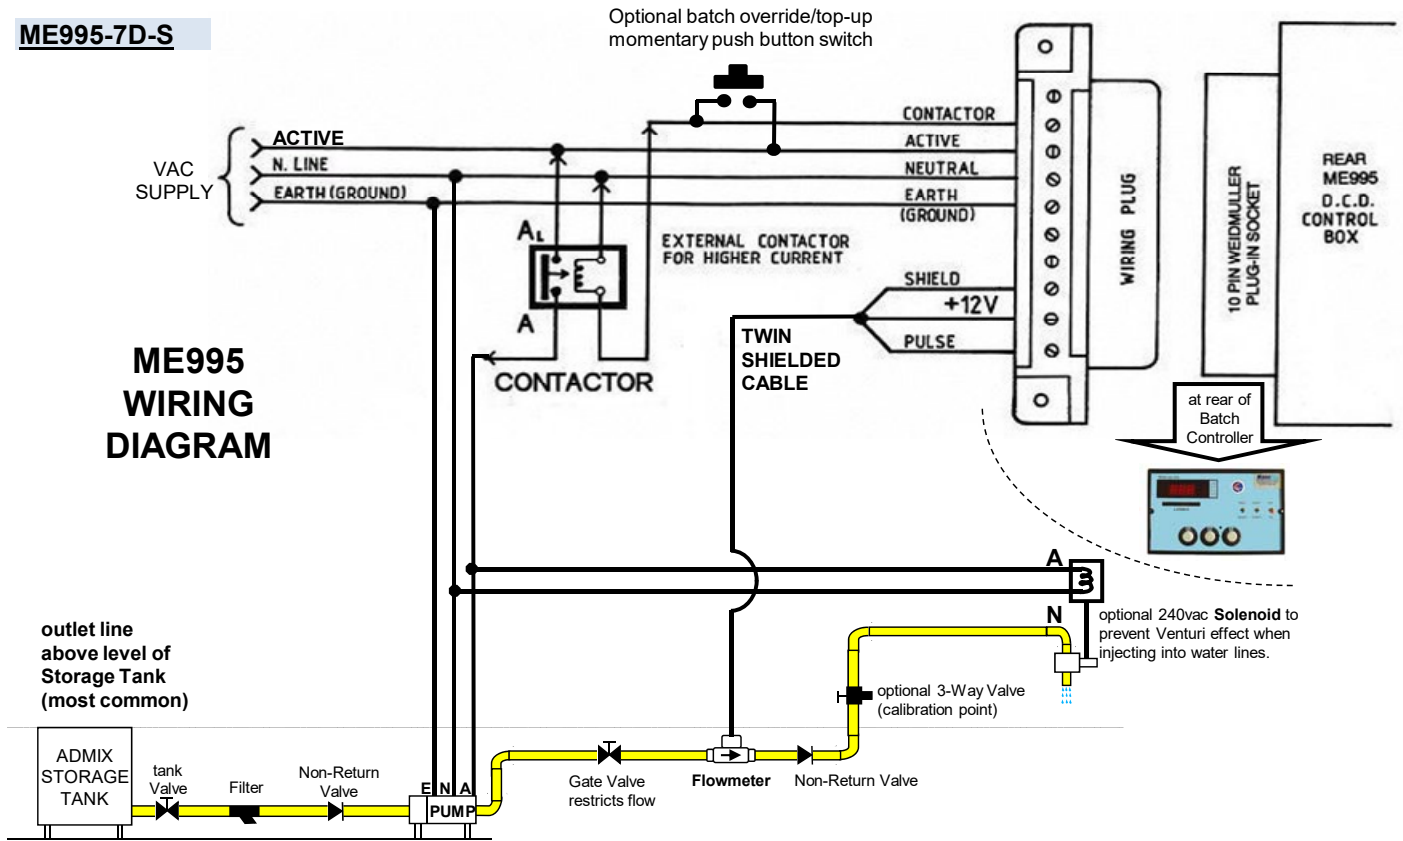 ME995-7D-S
Optional batch override/top-up
momentary push button switch
VAC
SUPPLY
ACTIVE
N. LINE
EARTH (GROUND)
CONTACTOR
ACTIVE
NEUTRAL
EARTH
(GROUND)
SHIELD
+12V
PULSE
WIRING PLUG
10 PIN WEIDMULLER
PLUG-IN SOCKET
REAR
ME995
D.C.D.
CONTROL
BOX
AL
A
EXTERNAL CONTACTOR
FOR HIGHER CURRENT
CONTACTOR
TWIN
SHIELDED
CABLE
ME995
WIRING
DIAGRAM
at rear of
Batch
Controller
A
N
optional 240vac Solenoid to
prevent Venturi effect when
injecting into water lines.
outlet line
above level of
Storage Tank
(most common)
optional 3-Way Valve
(calibration point)
ADMIX
STORAGE
TANK
tank
Valve
Filter
Non-Return
Valve
E N A
PUMP
Gate Valve
restricts flow
Flowmeter
Non-Return Valve